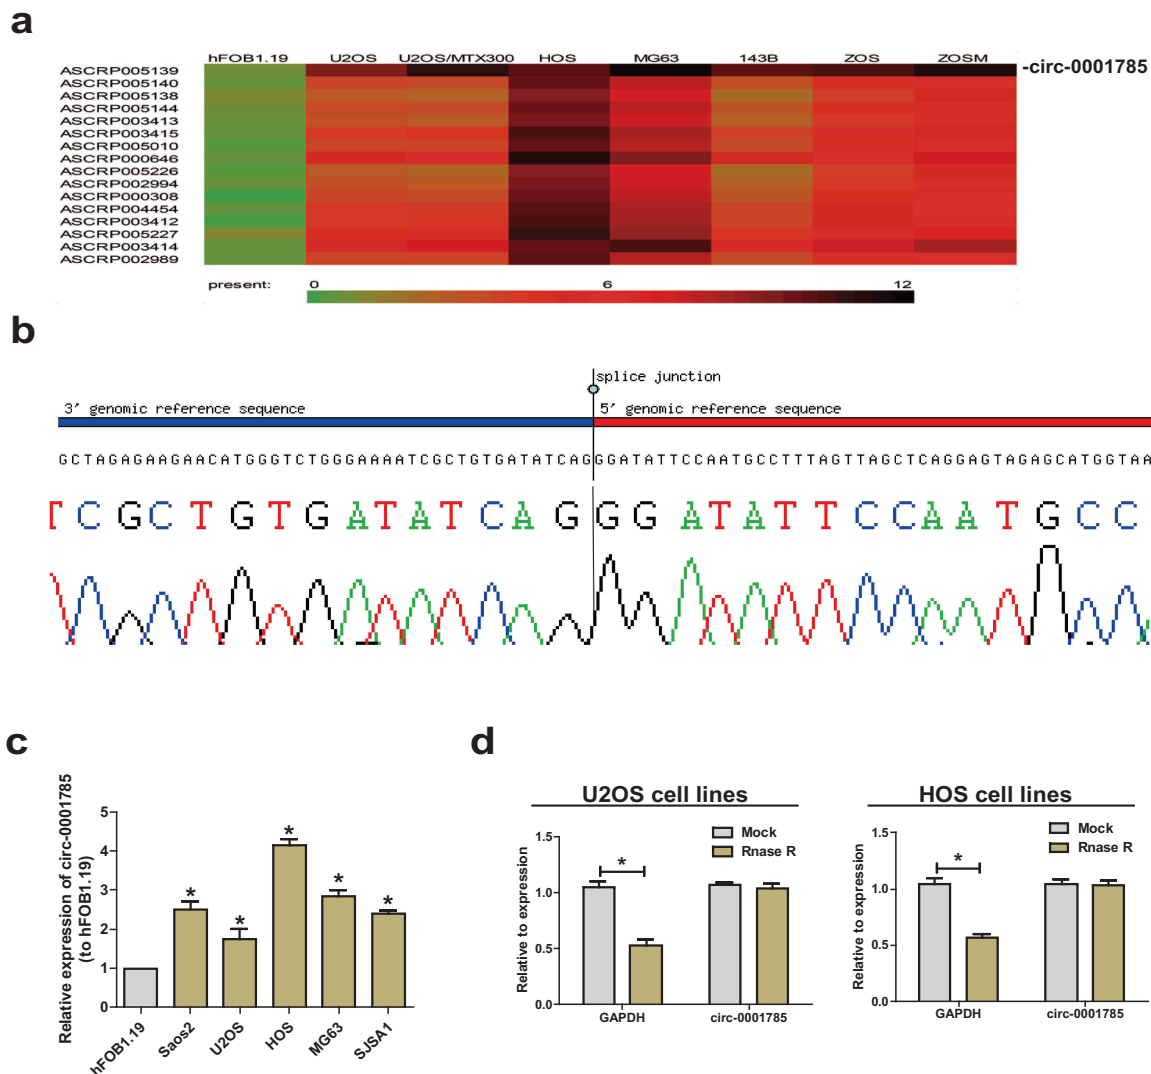 a
hFOB1.19 U2OS U2OS/MTX300 HOS MG63 143B ZOS ZOSM
ASCRP005139 -circ-0001785
ASCRP005140
ASCRP005138
ASCRP005144
ASCRP003413
ASCRP003415
ASCRP005010
ASCRP000646
ASCRP005226
ASCRP002994
ASCRP000308
ASCRP004454
ASCRP003412
ASCRP005227
ASCRP003414
ASCRP002989
present: 0 6 12
b
splice junction
3' genomic reference sequence 5' genomic reference sequence
GCTAGAGAAGAACATGGGTCTGGGAAAATCGCTGTGATATCAGGGATATTCCAATGCCTTTAGTTAGCTCAGGAGTAGAGCATGGTAA
T C G C T G T G A T A T C A G G G A T A T T C C A A T G C C
c
Relative expression of circ-0001785
(to hFOB1.19)
5
4
3
2
1
0
* * * * *
hFOB1.19 Saos2 U2OS HOS MG63 SJSA1
d
U2OS cell lines
Relative to expression
1.5
1.0
0.5
0.0
Mock
Rnase R
*
GAPDH circ-0001785
HOS cell lines
Relative to expression
1.5
1.0
0.5
0.0
Mock
Rnase R
*
GAPDH circ-0001785